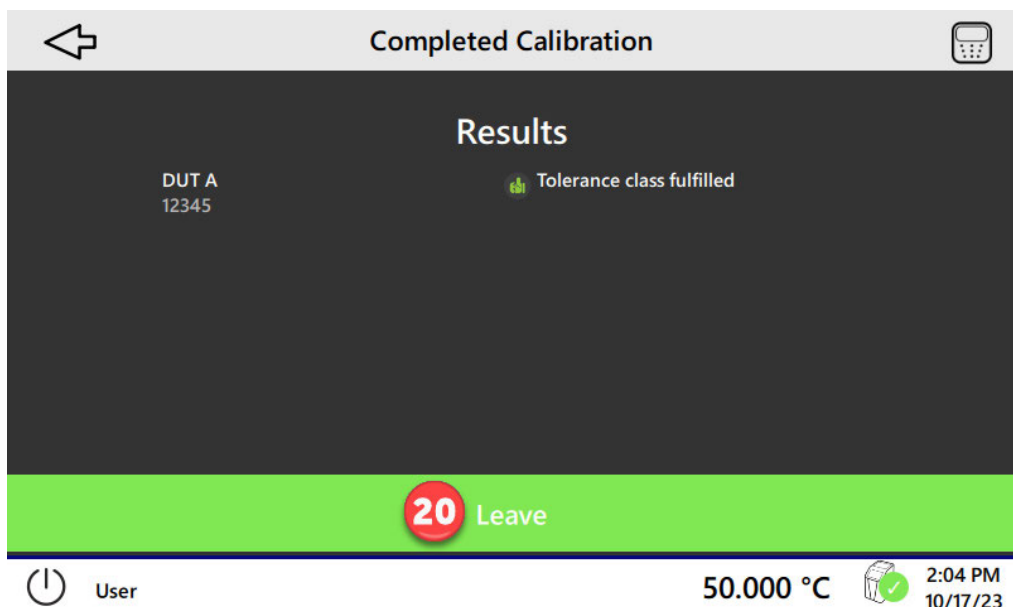 Completed Calibration
Results
DUT A
Tolerance class fulfilled
12345
20 Leave
User
50.000 °C
2:04 PM
10/17/23